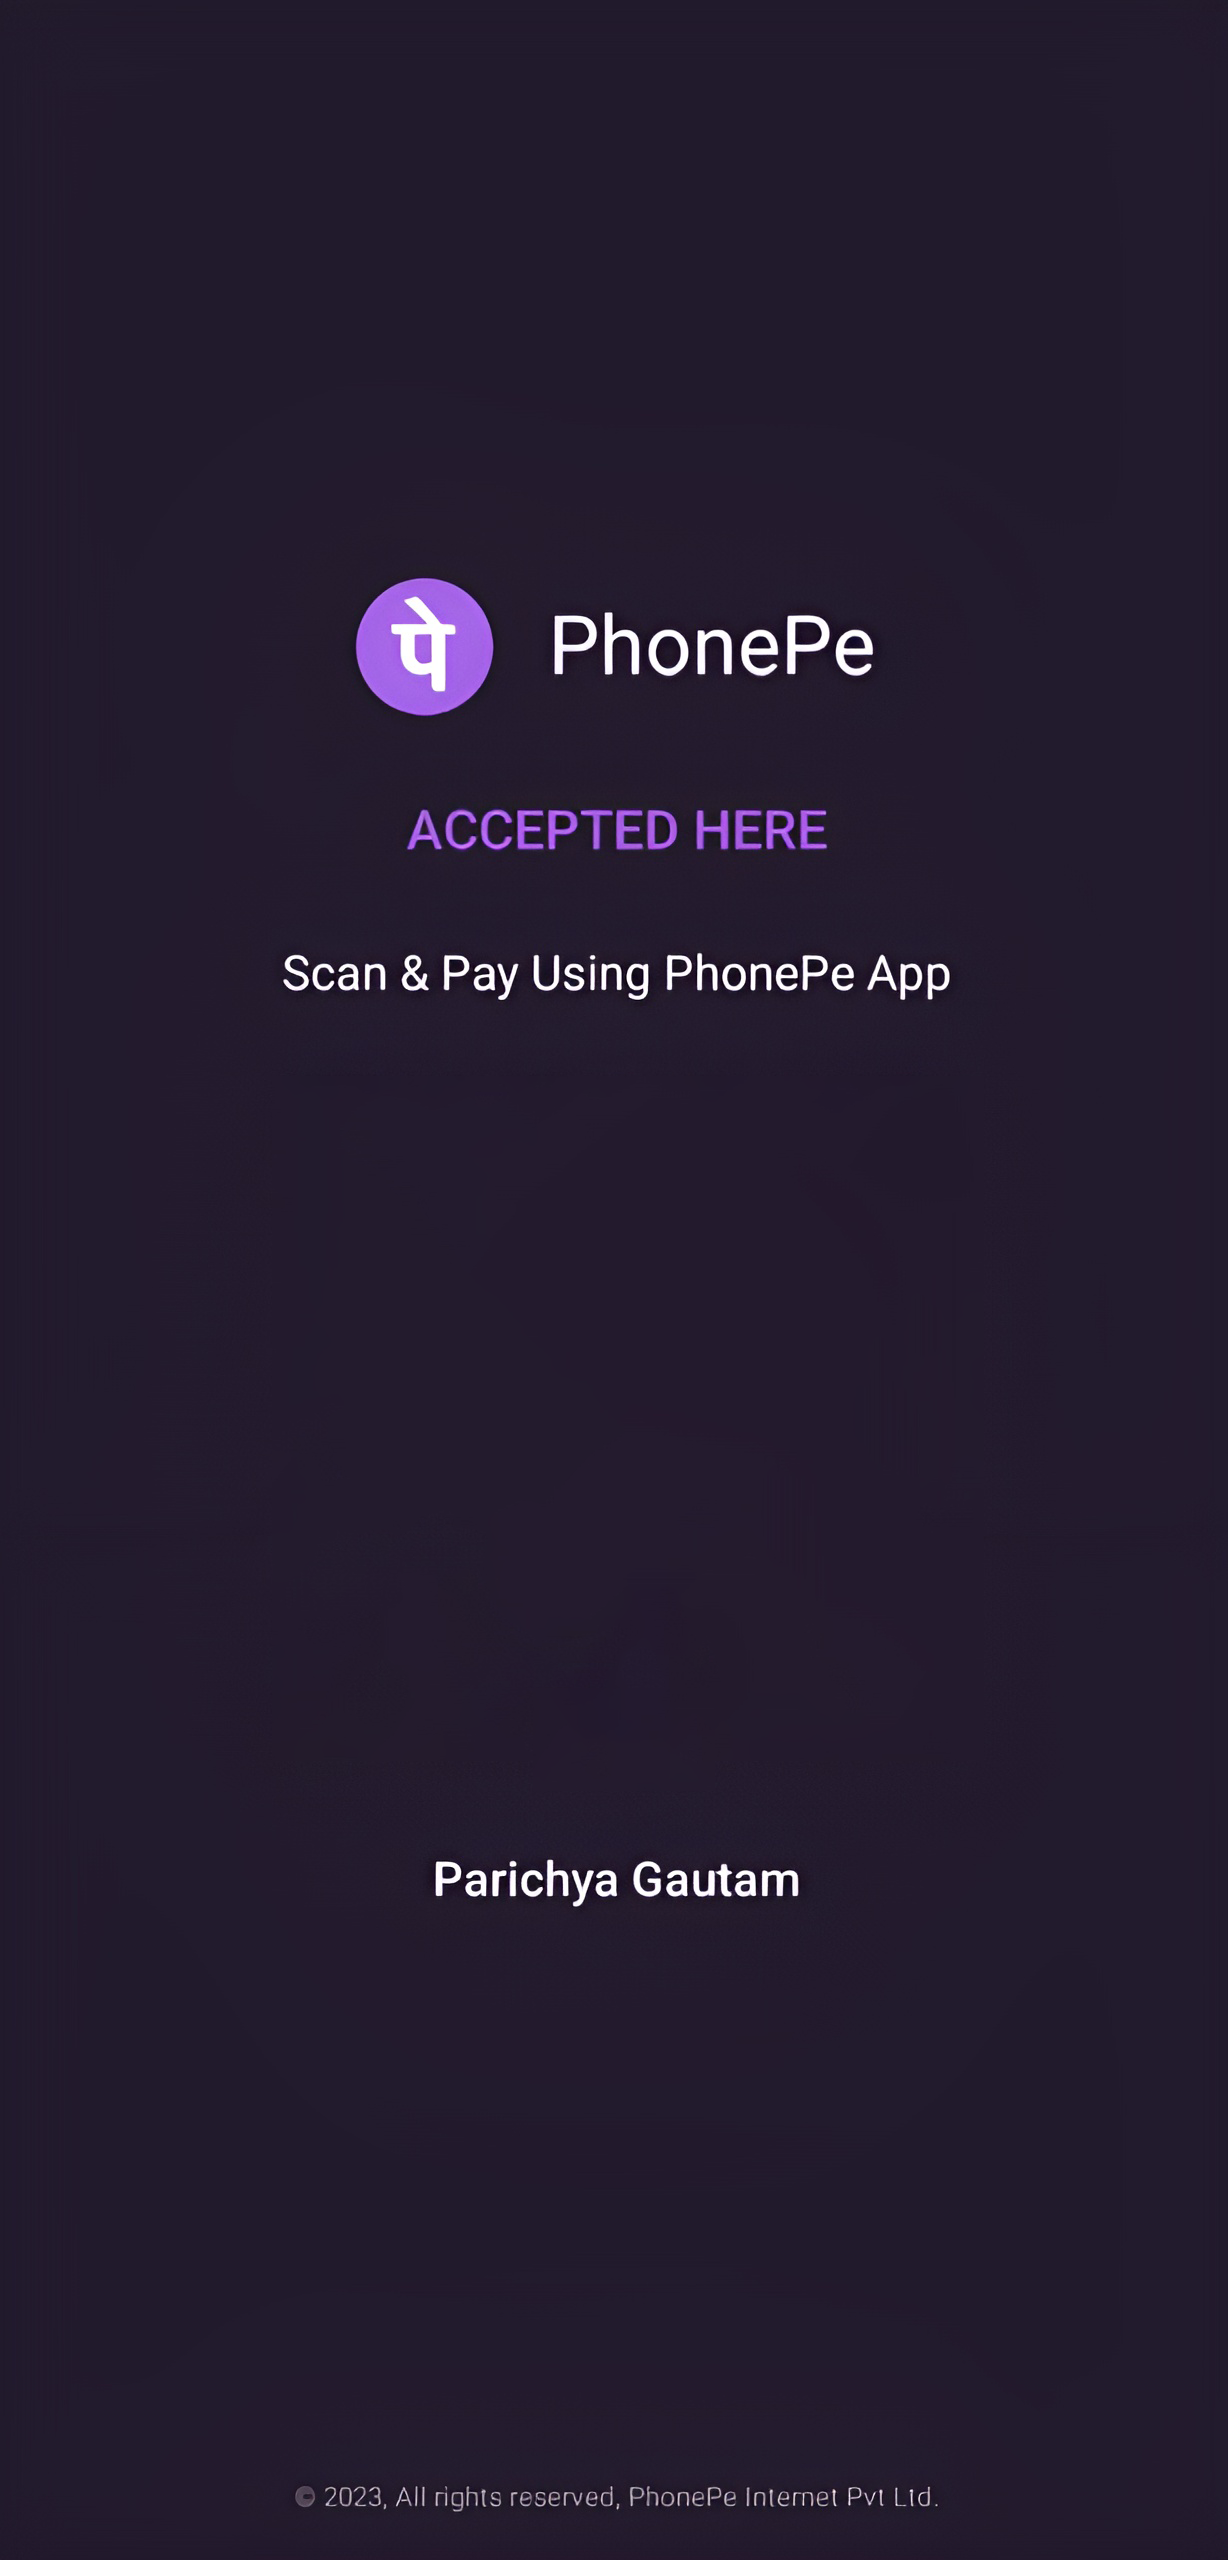 पे PhonePe
ACCEPTED HERE
Scan & Pay Using PhonePe App
Parichya Gautam
© 2023, All rights reserved, PhonePe Internet Pvt Ltd.